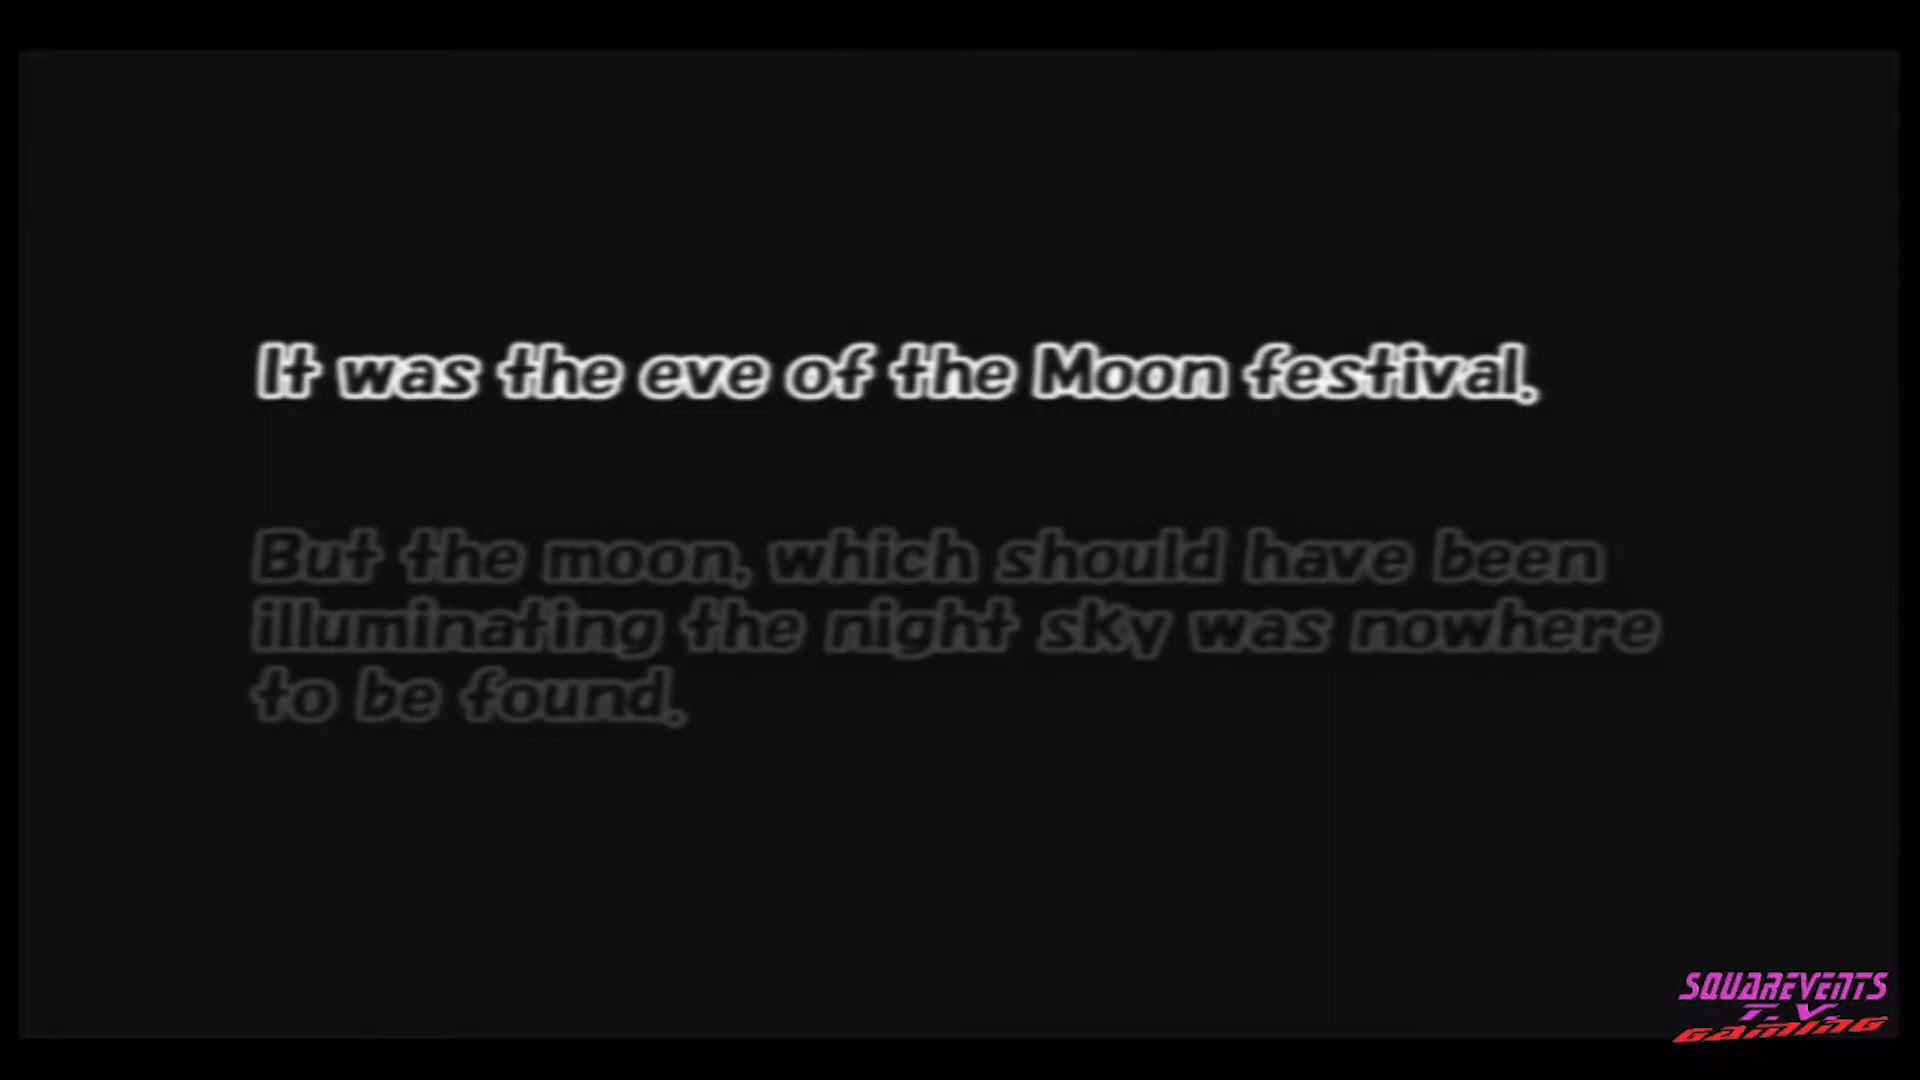 It was the eve of the Moon festival.
But the moon, which should have been
illuminating the night sky was nowhere
to be found.
SQUAREVENTS
T.V.
GAMING